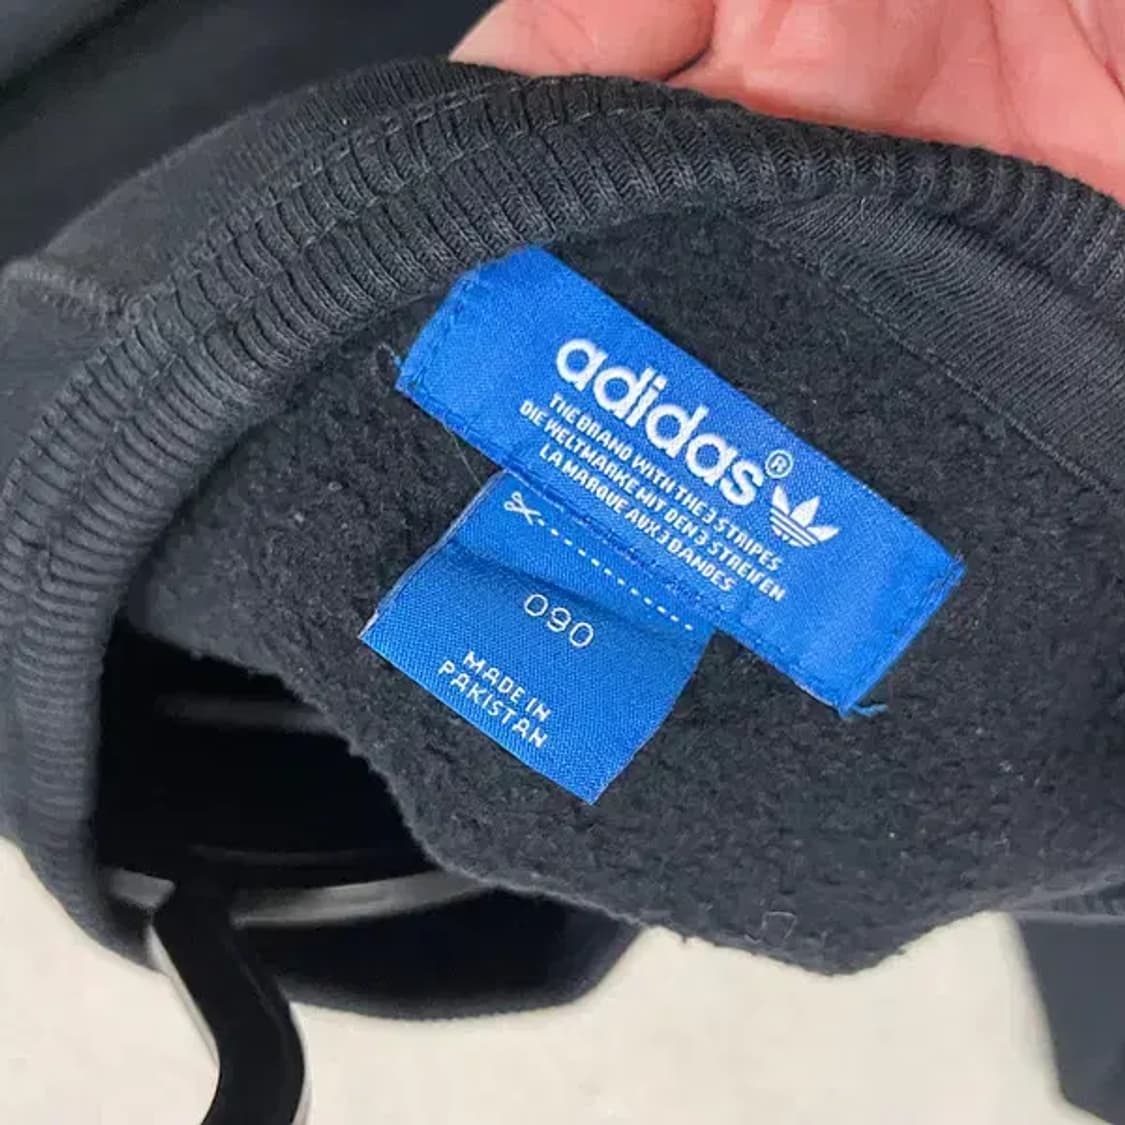 adidas®
THE BRAND WITH THE 3 STRIPES
DIE WELTMARKE MIT DEN 3 STREIFEN
LA MARQUE AUX 3 BANDES
090
MADE IN
PAKISTAN